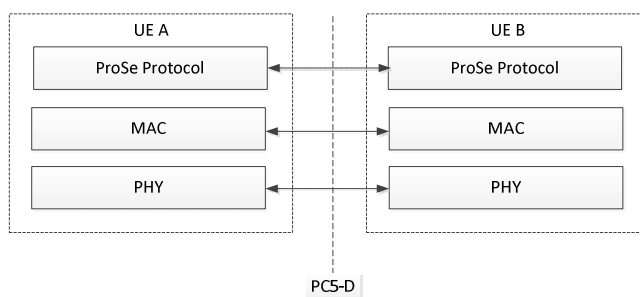 UE A
UE B
ProSe Protocol
ProSe Protocol
MAC
MAC
PHY
PHY
PC5-D